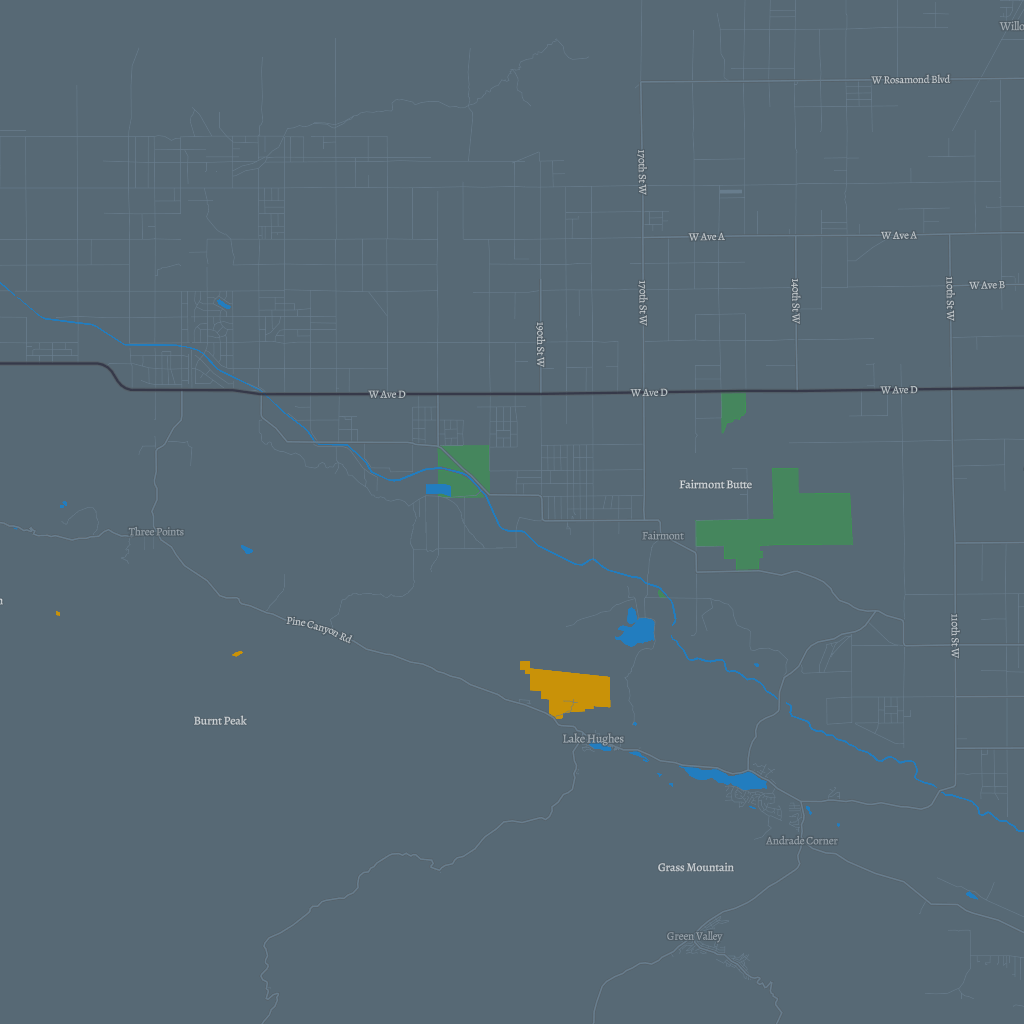 Willo
W Rosamond Blvd
170th St W
W Ave A
W Ave A
170th St W
140th St W
110th St W
W Ave B
190th St W
W Ave D
W Ave D
W Ave D
Fairmont Butte
Three Points
Fairmont
n
Pine Canyon Rd
110th St W
Burnt Peak
Lake Hughes
Andrade Corner
Grass Mountain
Green Valley